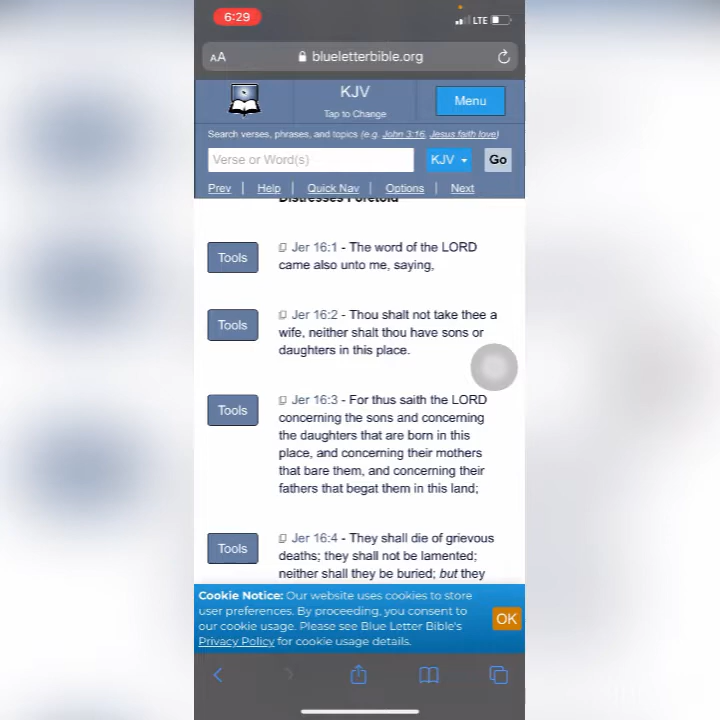 6:29
LTE
AA blueletterbible.org
KJV
Tap to Change
Menu
Search verses, phrases, and topics (e.g. John 3:16, Jesus faith love)
Verse or Word(s) KJV Go
Prev | Help | Quick Nav | Options | Next
Distresses Foretold
Tools
Jer 16:1 - The word of the LORD
came also unto me, saying,
Tools
Jer 16:2 - Thou shalt not take thee a
wife, neither shalt thou have sons or
daughters in this place.
Tools
Jer 16:3 - For thus saith the LORD
concerning the sons and concerning
the daughters that are born in this
place, and concerning their mothers
that bare them, and concerning their
fathers that begat them in this land;
Tools
Jer 16:4 - They shall die of grievous
deaths; they shall not be lamented;
neither shall they be buried; but they
Cookie Notice: Our website uses cookies to store
user preferences. By proceeding, you consent to
our cookie usage. Please see Blue Letter Bible's
Privacy Policy for cookie usage details.
OK